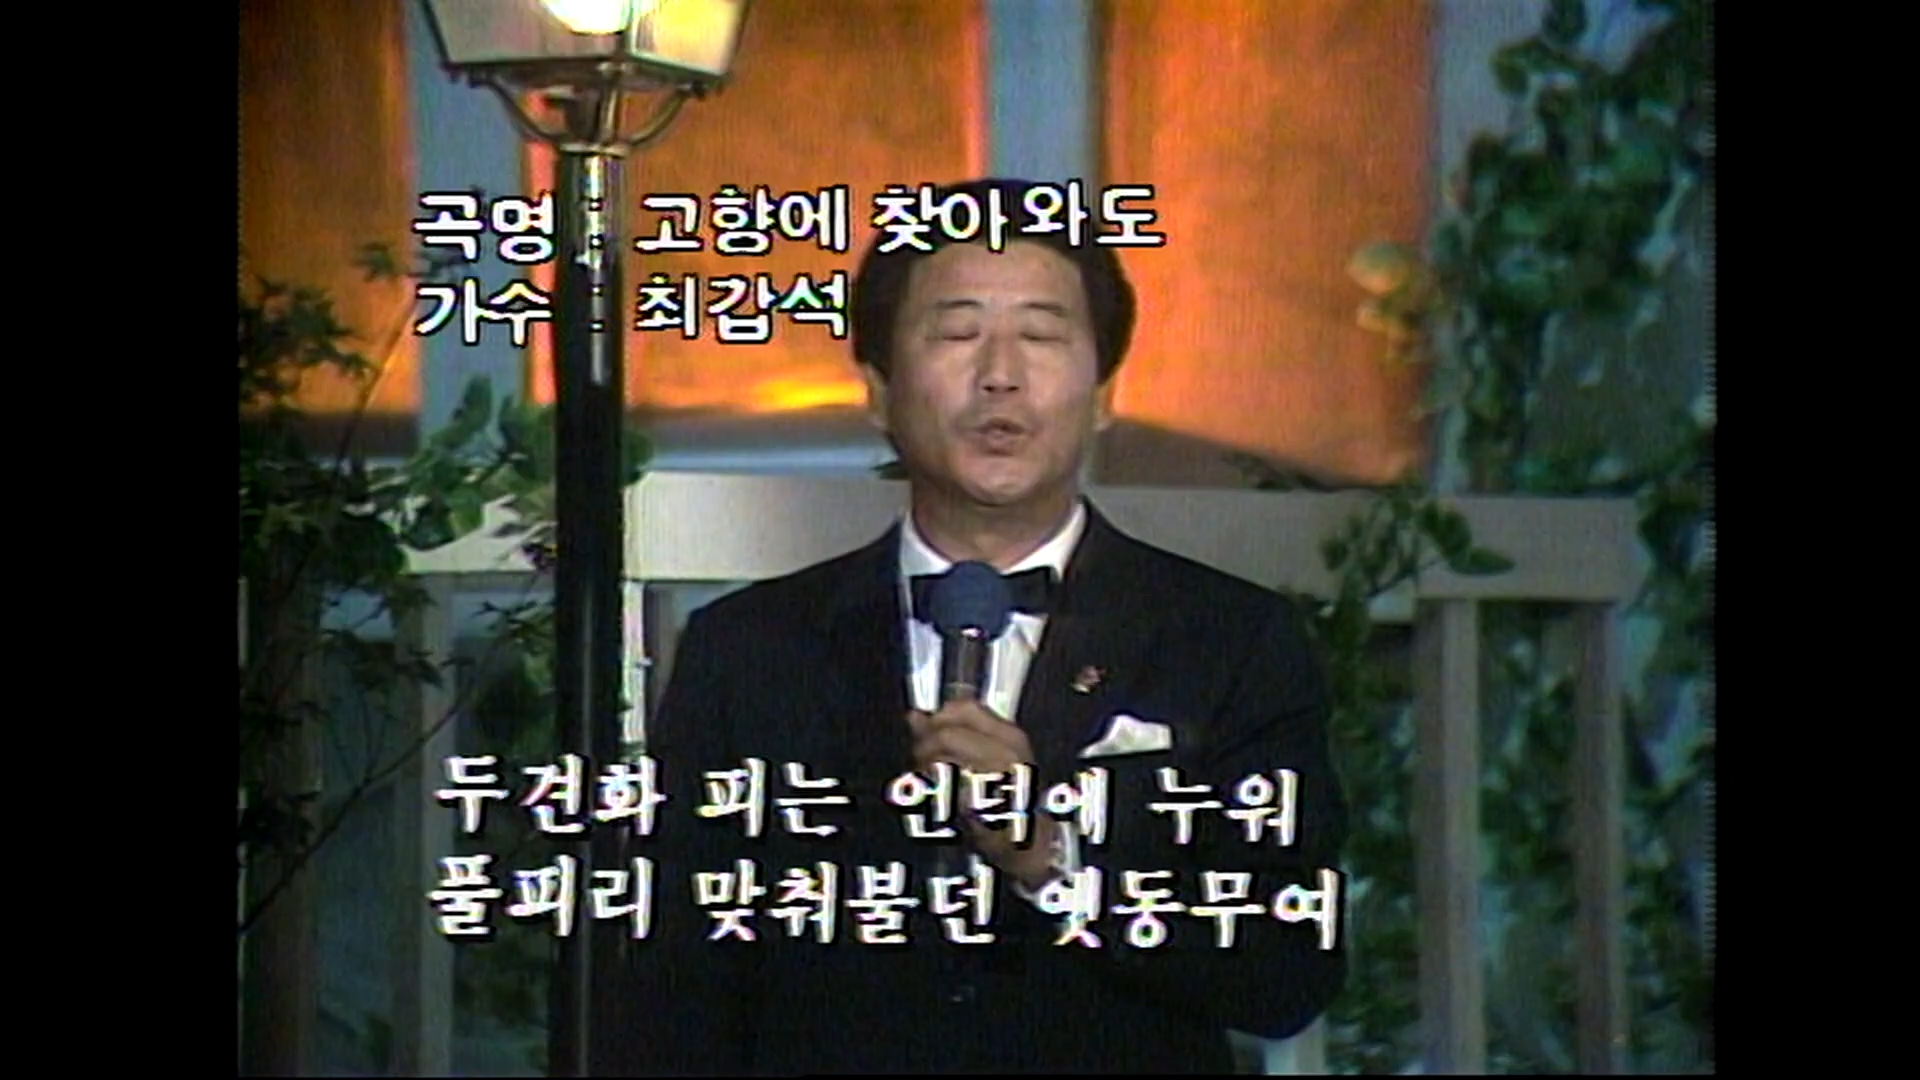 곡명 : 고향에 찾아와도
가수 : 최갑석
두견화 피는 언덕에 누워
풀피리 맞춰불던 옛동무여